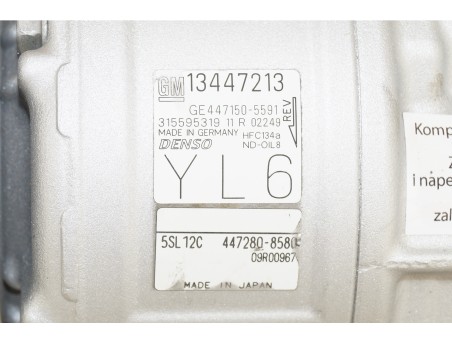 GM 13447213
GE447150-5591
315595319 11 R 02249
REV
MADE IN GERMANY HFC134a
DENSO ND-OIL8
YL6
5SL12C 447280-8580
09R00967
MADE IN JAPAN
Komp
i nape
zal